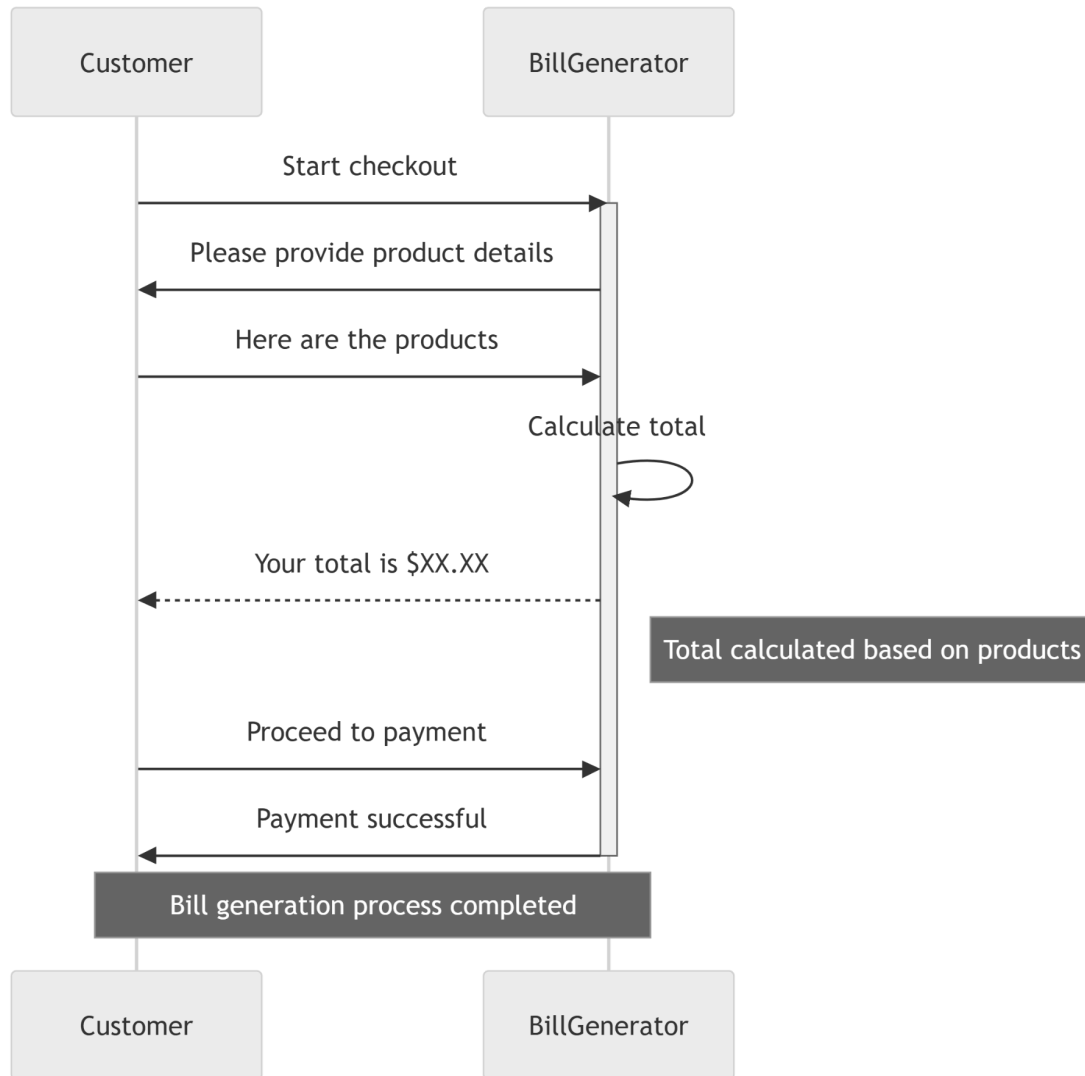 Customer
BillGenerator
Start checkout
Please provide product details
Here are the products
Calculate total
Your total is $XX.XX
Total calculated based on products
Proceed to payment
Payment successful
Bill generation process completed
Customer
BillGenerator